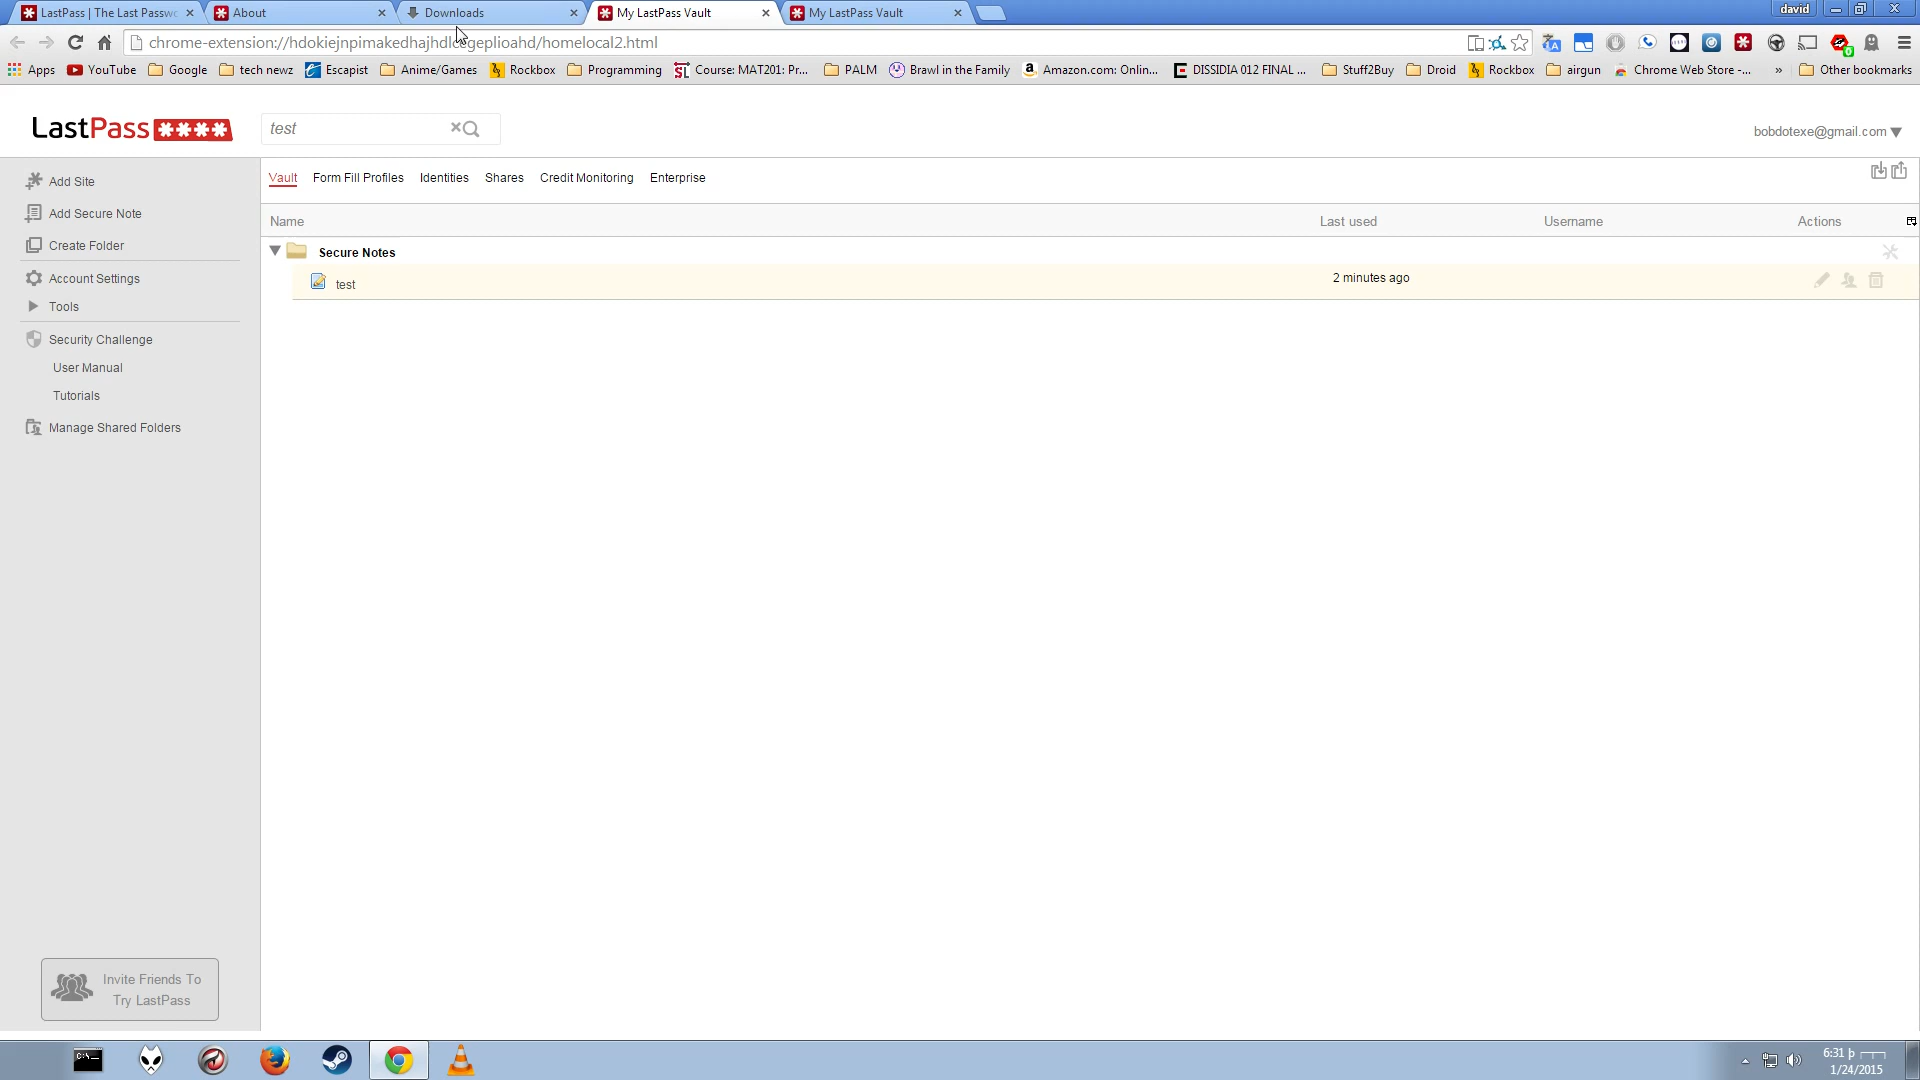 LastPass | The Last Passwo
About
Downloads
My LastPass Vault
My LastPass Vault
david
chrome-extension://hdokiejnpimakedhajhdl geplioahd/homelocal2.html
Apps
YouTube
Google
tech newz
Escapist
Anime/Games
Rockbox
Programming
Course: MAT201: Pr...
PALM
Brawl in the Family
Amazon.com: Onlin...
DISSIDIA 012 FINAL ...
Stuff2Buy
Droid
Rockbox
airgun
Chrome Web Store -...
»
Other bookmarks
LastPass ****
test
bobdotexe@gmail.com
Add Site
Add Secure Note
Create Folder
Account Settings
Tools
Security Challenge
User Manual
Tutorials
Manage Shared Folders
Vault
Form Fill Profiles
Identities
Shares
Credit Monitoring
Enterprise
Name
Last used
Username
Actions
Secure Notes
test
2 minutes ago
Invite Friends To
Try LastPass
C:\_
6:31 þ
1/24/2015